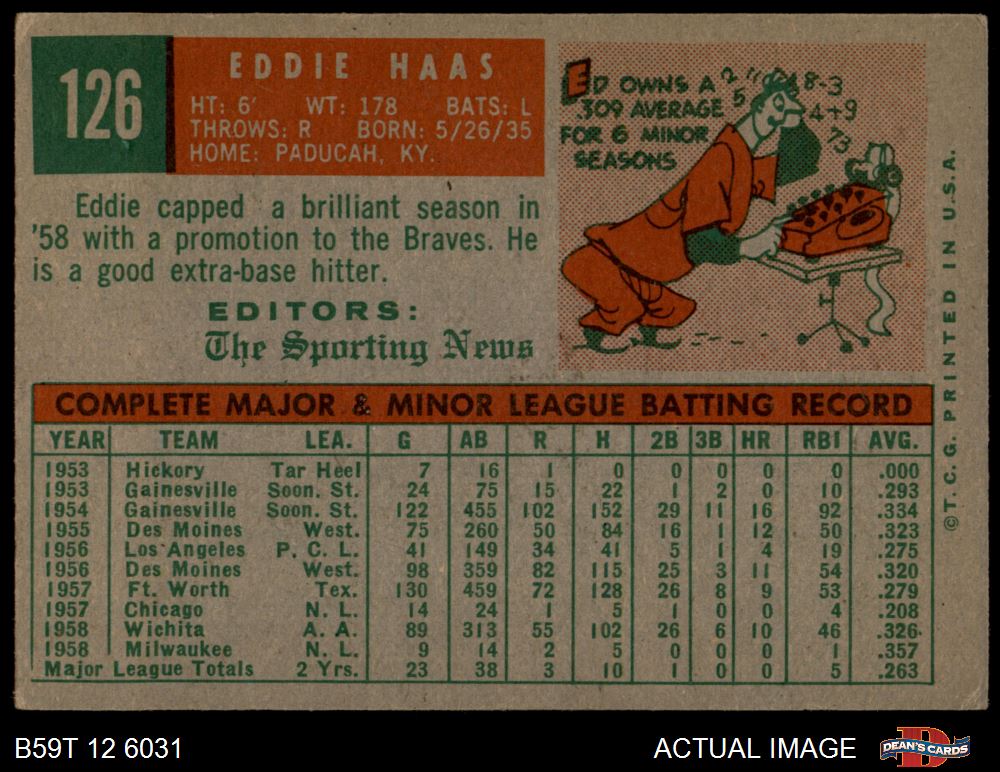 126
EDDIE HAAS
HT: 6' WT: 178 BATS: L
THROWS: R BORN: 5/26/35
HOME: PADUCAH, KY.
Eddie capped a brilliant season in
'58 with a promotion to the Braves. He
is a good extra-base hitter.
EDITORS:
The Sporting News
ED OWNS A
.309 AVERAGE
FOR 6 MINOR
SEASONS
8-3
4+9
73
COMPLETE MAJOR & MINOR LEAGUE BATTING RECORD
YEAR TEAM LEA. G AB R H 2B 3B HR RBI AVG.
1953 Hickory Tar Heel 7 16 1 0 0 0 0 0 .000
1953 Gainesville Soon. St. 24 75 15 22 1 2 0 10 .293
1954 Gainesville Soon. St. 122 455 102 152 29 11 16 92 .334
1955 Des Moines West. 75 260 50 84 16 1 12 50 .323
1956 Los Angeles P. C. L. 41 149 34 41 5 1 4 19 .275
1956 Des Moines West. 98 359 82 115 25 3 11 54 .320
1957 Ft. Worth Tex. 130 459 72 128 26 8 9 53 .279
1957 Chicago N. L. 14 24 1 5 1 0 0 4 .208
1958 Wichita A. A. 89 313 55 102 26 6 10 46 .326
1958 Milwaukee N. L. 9 14 2 5 0 0 0 1 .357
Major League Totals 2 Yrs. 23 38 3 10 1 0 0 5 .263
©T. C. G. PRINTED IN U.S.A.
B59T 12 6031
ACTUAL IMAGE
DEAN'S CARDS